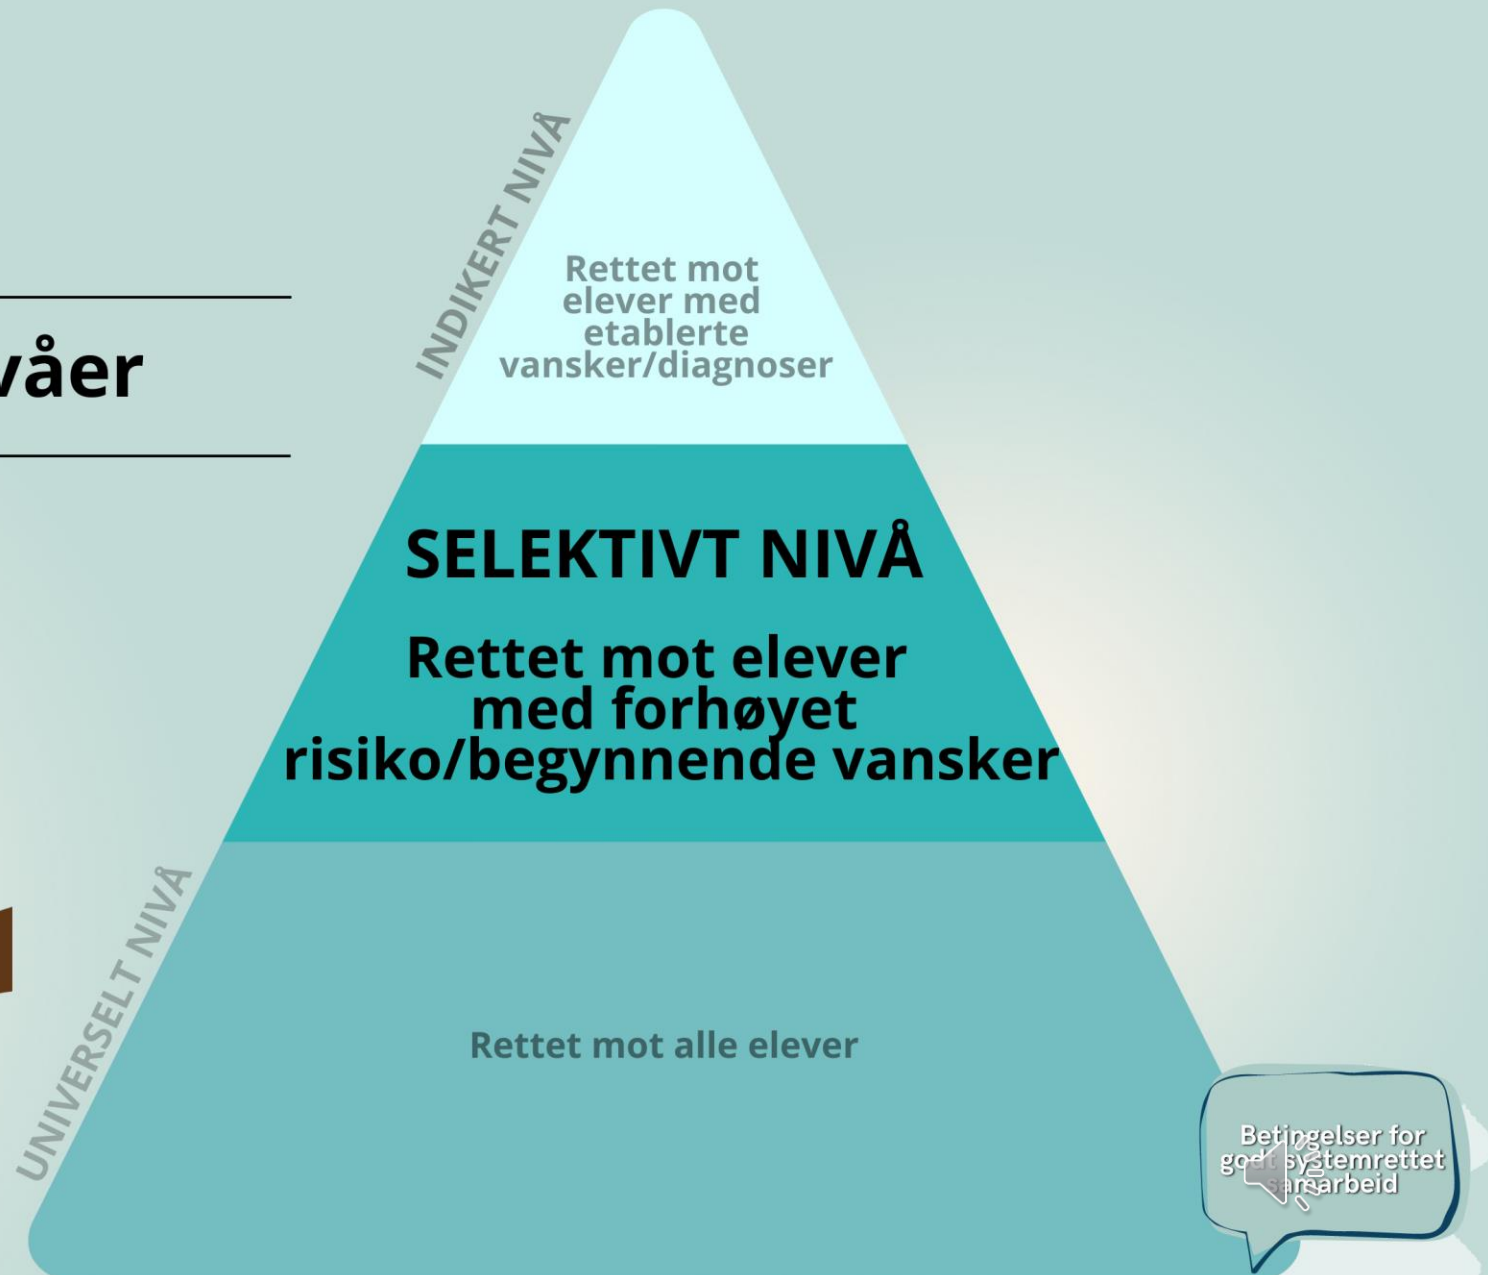 våer
INDIKERT NIVÅ
Rettet mot
elever med
etablerte
vansker/diagnoser
SELEKTIVT NIVÅ
Rettet mot elever
med forhøyet
risiko/begynnende vansker
UNIVERSELT NIVÅ
Rettet mot alle elever
Betingelser for
godt systemrettet
samarbeid